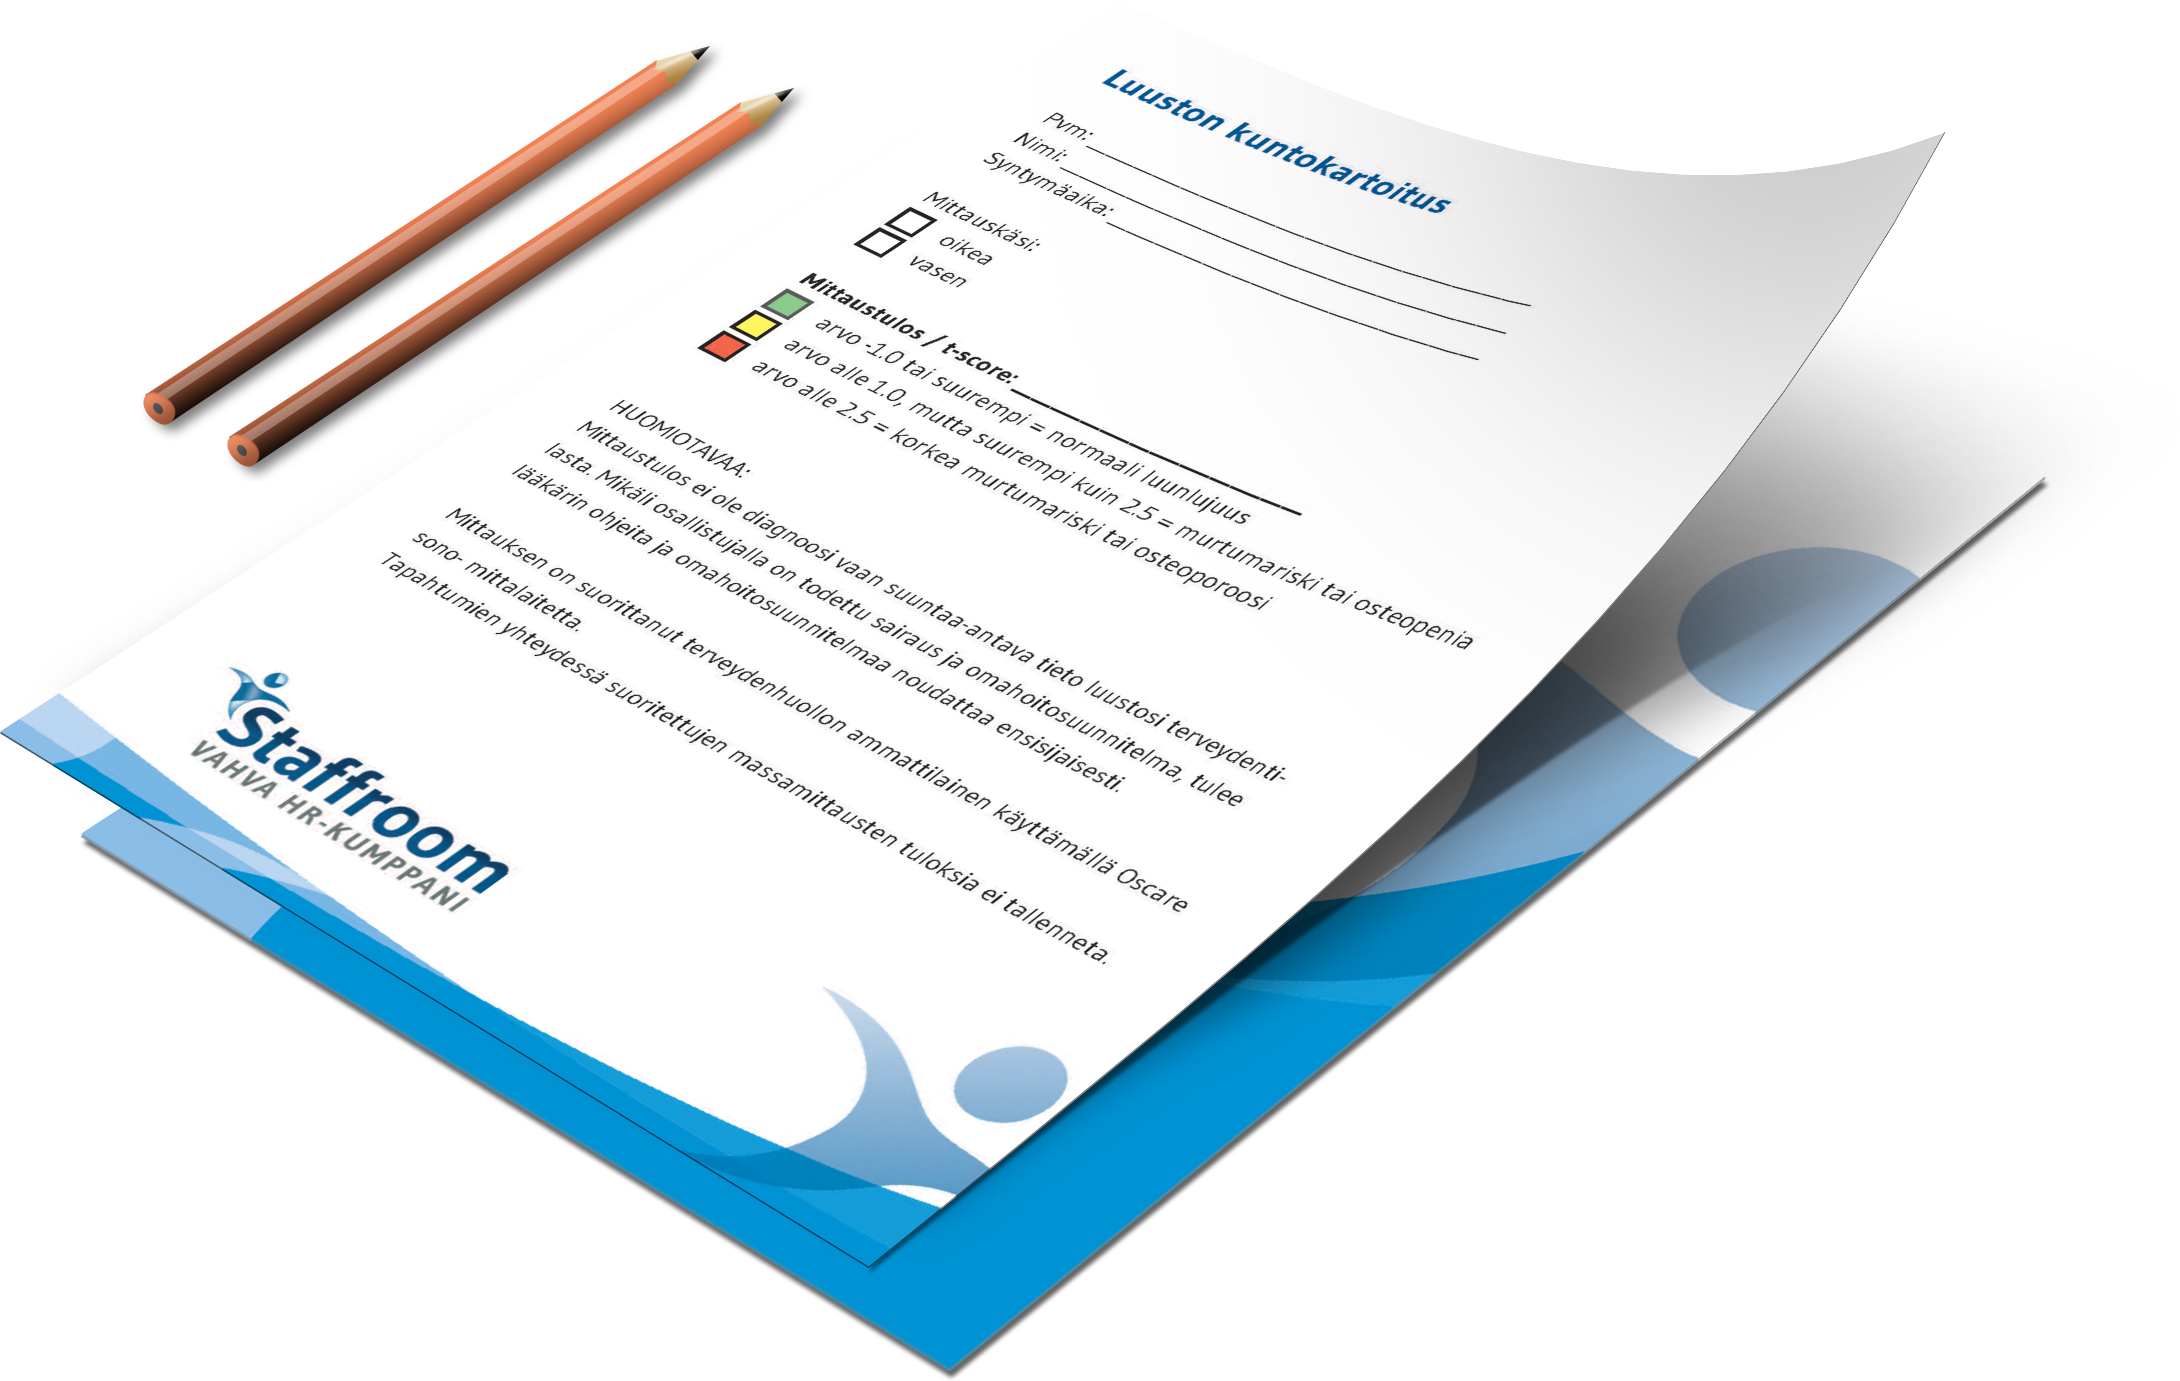 Luuston kuntokartoitus
Pvm:
Nimi:
Syntymäaika:
Mittauskäsi:
oikea
vasen
Mittaustulos / t-score:
arvo -1.0 tai suurempi = normaali luunlujuus
arvo alle 1.0, mutta suurempi kuin 2.5 = murtumariski tai osteopenia
arvo alle 2.5 = korkea murtumariski tai osteoporoosi
HUOMIOTAVAA:
Mittaustulos ei ole diagnoosi vaan suuntaa-antava tieto luustosi terveydenti-
lasta. Mikäli osallistujalla on todettu sairaus ja omahoitosuunnitelma, tulee
lääkärin ohjeita ja omahoitosuunnitelmaa noudattaa ensisijaisesti.
Mittauksen on suorittanut terveydenhuollon ammattilainen käyttämällä Oscare
sono- mittalaitetta.
Tapahtumien yhteydessä suoritettujen massamittausten tuloksia ei tallenneta.
Staffroom
VAHVA HR-KUMPPANI